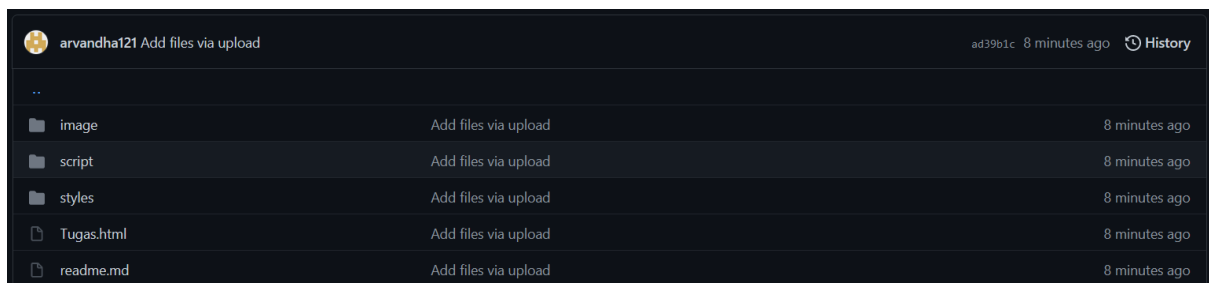 arvandha121 Add files via upload ad39b1c 8 minutes ago History
..
image Add files via upload 8 minutes ago
script Add files via upload 8 minutes ago
styles Add files via upload 8 minutes ago
Tugas.html Add files via upload 8 minutes ago
readme.md Add files via upload 8 minutes ago